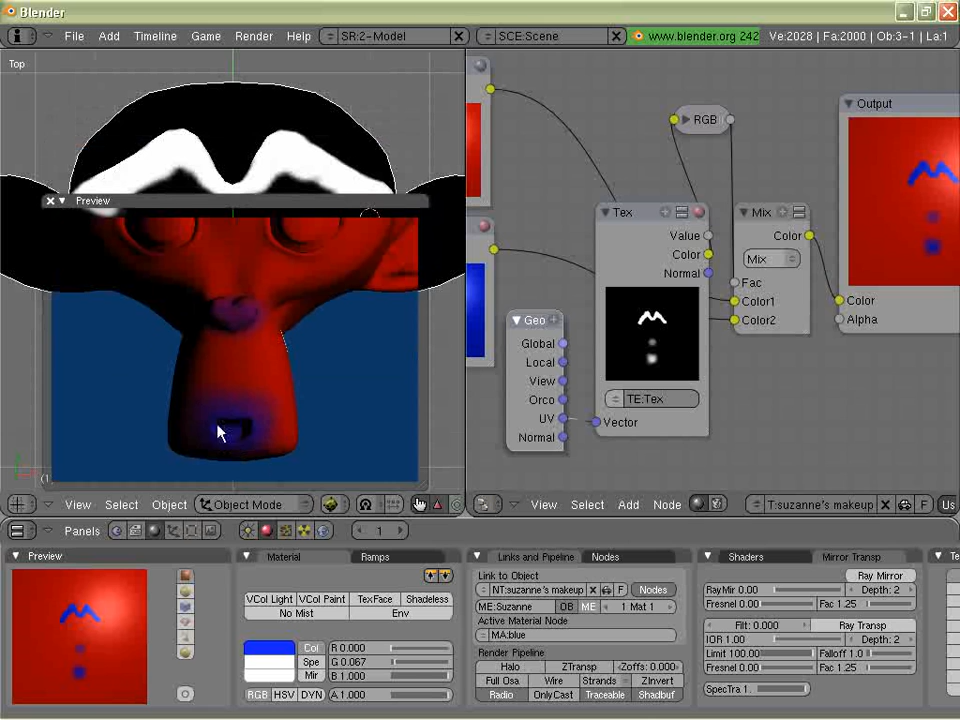 Blender
File Add Timeline Game Render Help SR:2-Model SCE:Scene www.blender.org 242 Ve:2028 | Fa:2000 | Ob:3-1 | La:1
Top
Preview
RGB
Output
Tex
Mix
Value
Color
Color
Mix
Normal
Fac
Color1
Color
Color2
Alpha
Geo
Global
Local
View
Orco
TE:Tex
UV
Vector
Normal
(1
View Select Object Object Mode
View Select Add Node T:suzanne's makeup X F Us
Panels 1
Preview
Material Ramps
Links and Pipeline Nodes
Shaders Mirror Transp
Te
VCol Light VCol Paint TexFace Shadeless
No Mist Env
Col R 0.000
Spe G 0.067
Mir B 1.000
RGB HSV DYN A 1.000
Link to Object
NT:suzanne's makeup X F Nodes
ME:Suzanne OB ME 1 Mat 1
Active Material Node
MA:blue
Render Pipeline
Halo ZTransp Zoffs: 0.000
Full Osa Wire Strands ZInvert
Radio OnlyCast Traceable Shadbuf
Ray Mirror
RayMir 0.00 Depth: 2
Fresnel 0.00 Fac 1.25
Filt: 0.000 Ray Transp
IOR 1.00 Depth: 2
Limit 100.00 Falloff 1.0
Fresnel 0.00 Fac 1.25
SpecTra 1.